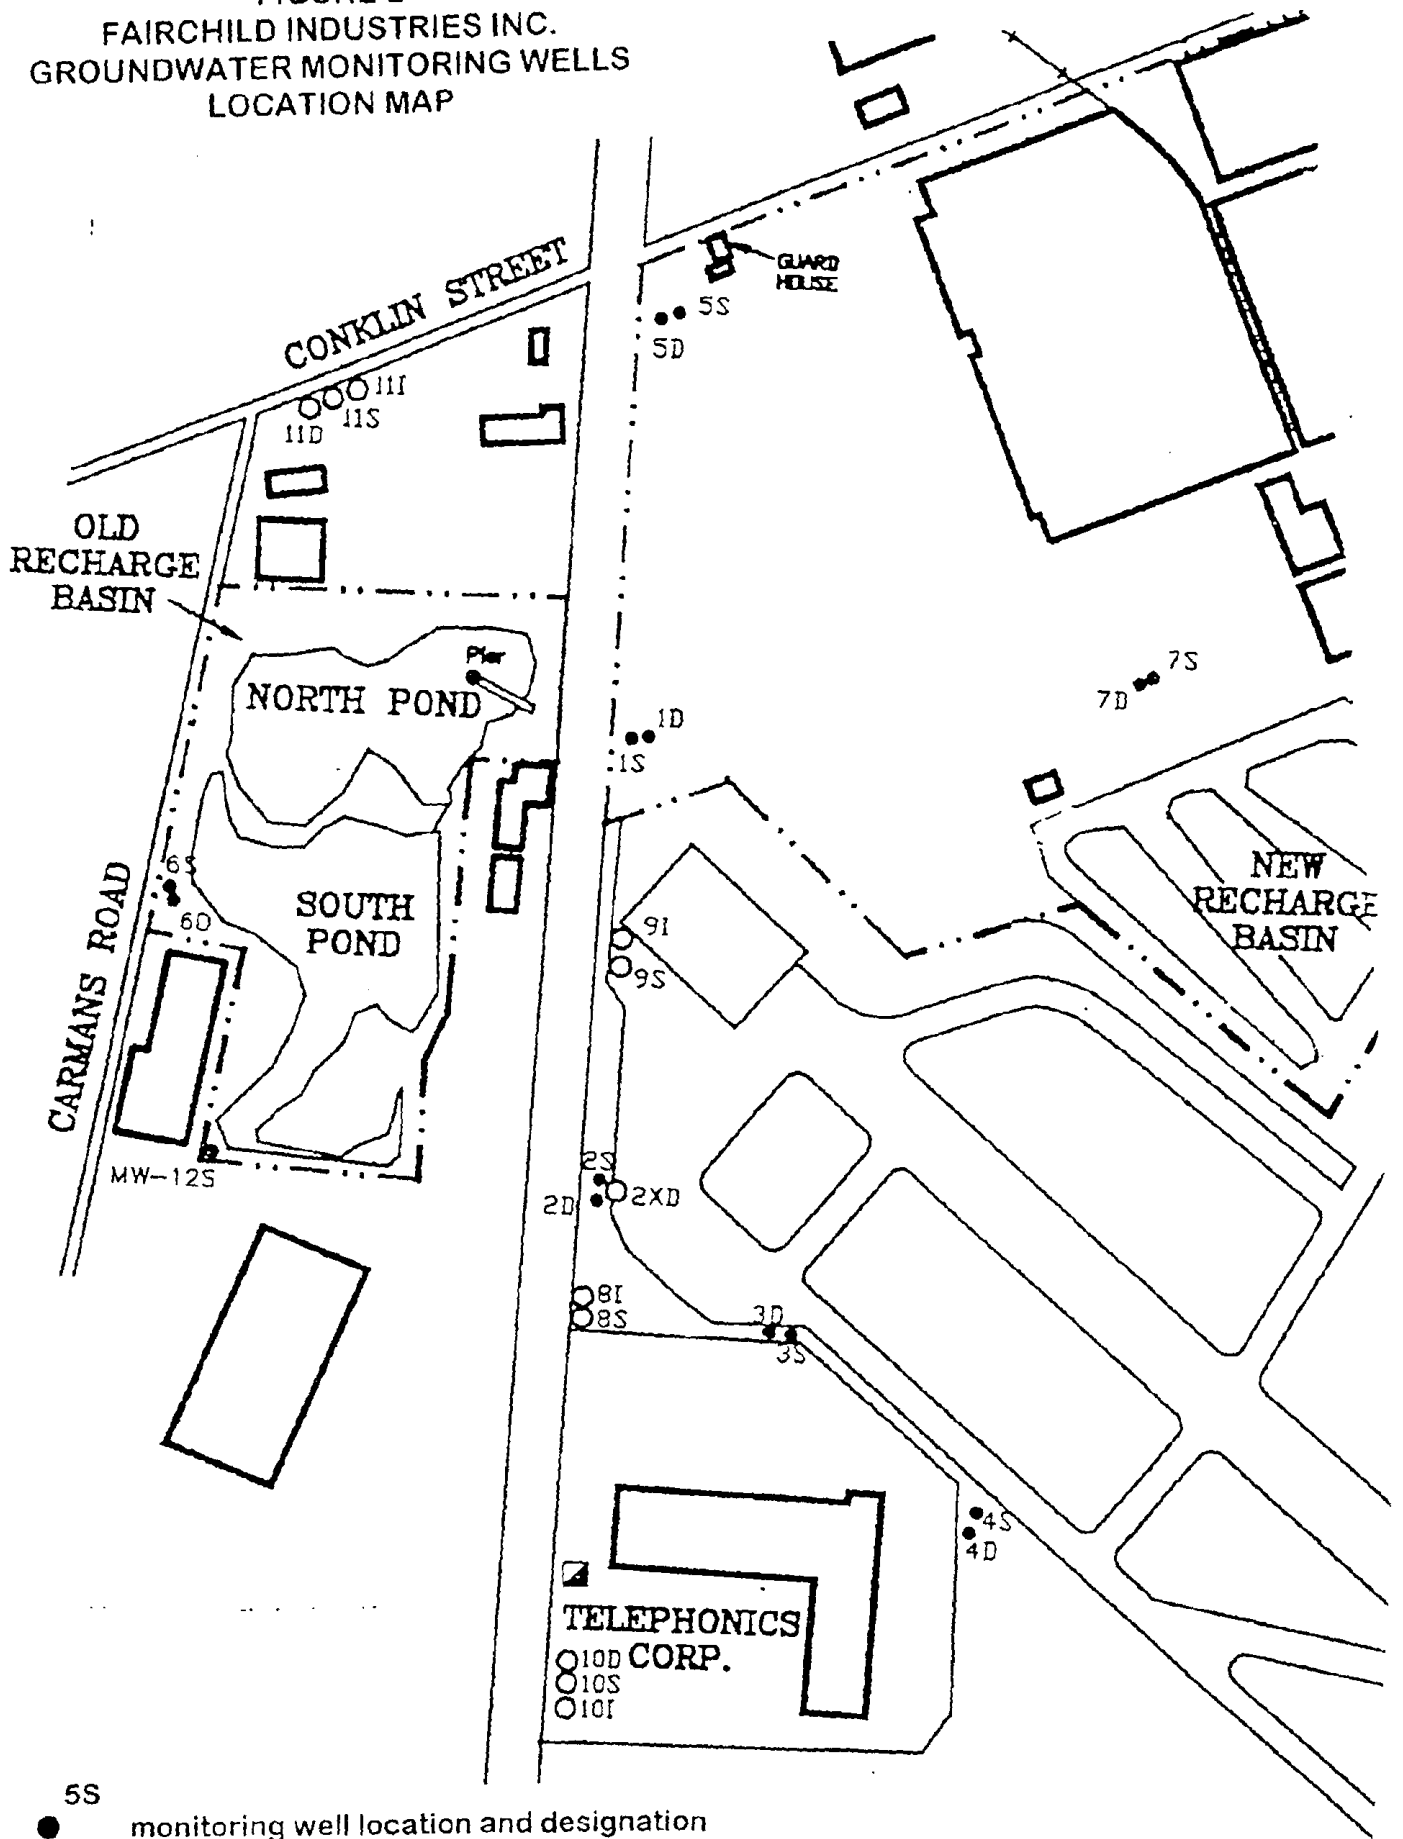 FAIRCHILD INDUSTRIES INC.
GROUNDWATER MONITORING WELLS
LOCATION MAP
CONKLIN STREET
GUARD
HOUSE
5S
5D
11I
11S
11D
OLD
RECHARGE
BASIN
Pier
NORTH POND
7S
7D
1D
1S
6S
6D
SOUTH
POND
NEW
RECHARGE
BASIN
9I
9S
CARMANS ROAD
MW-12S
2S
2D
2XD
8I
8S
3D
3S
4S
4D
TELEPHONICS
CORP.
10D
10S
10I
5S
monitoring well location and designation